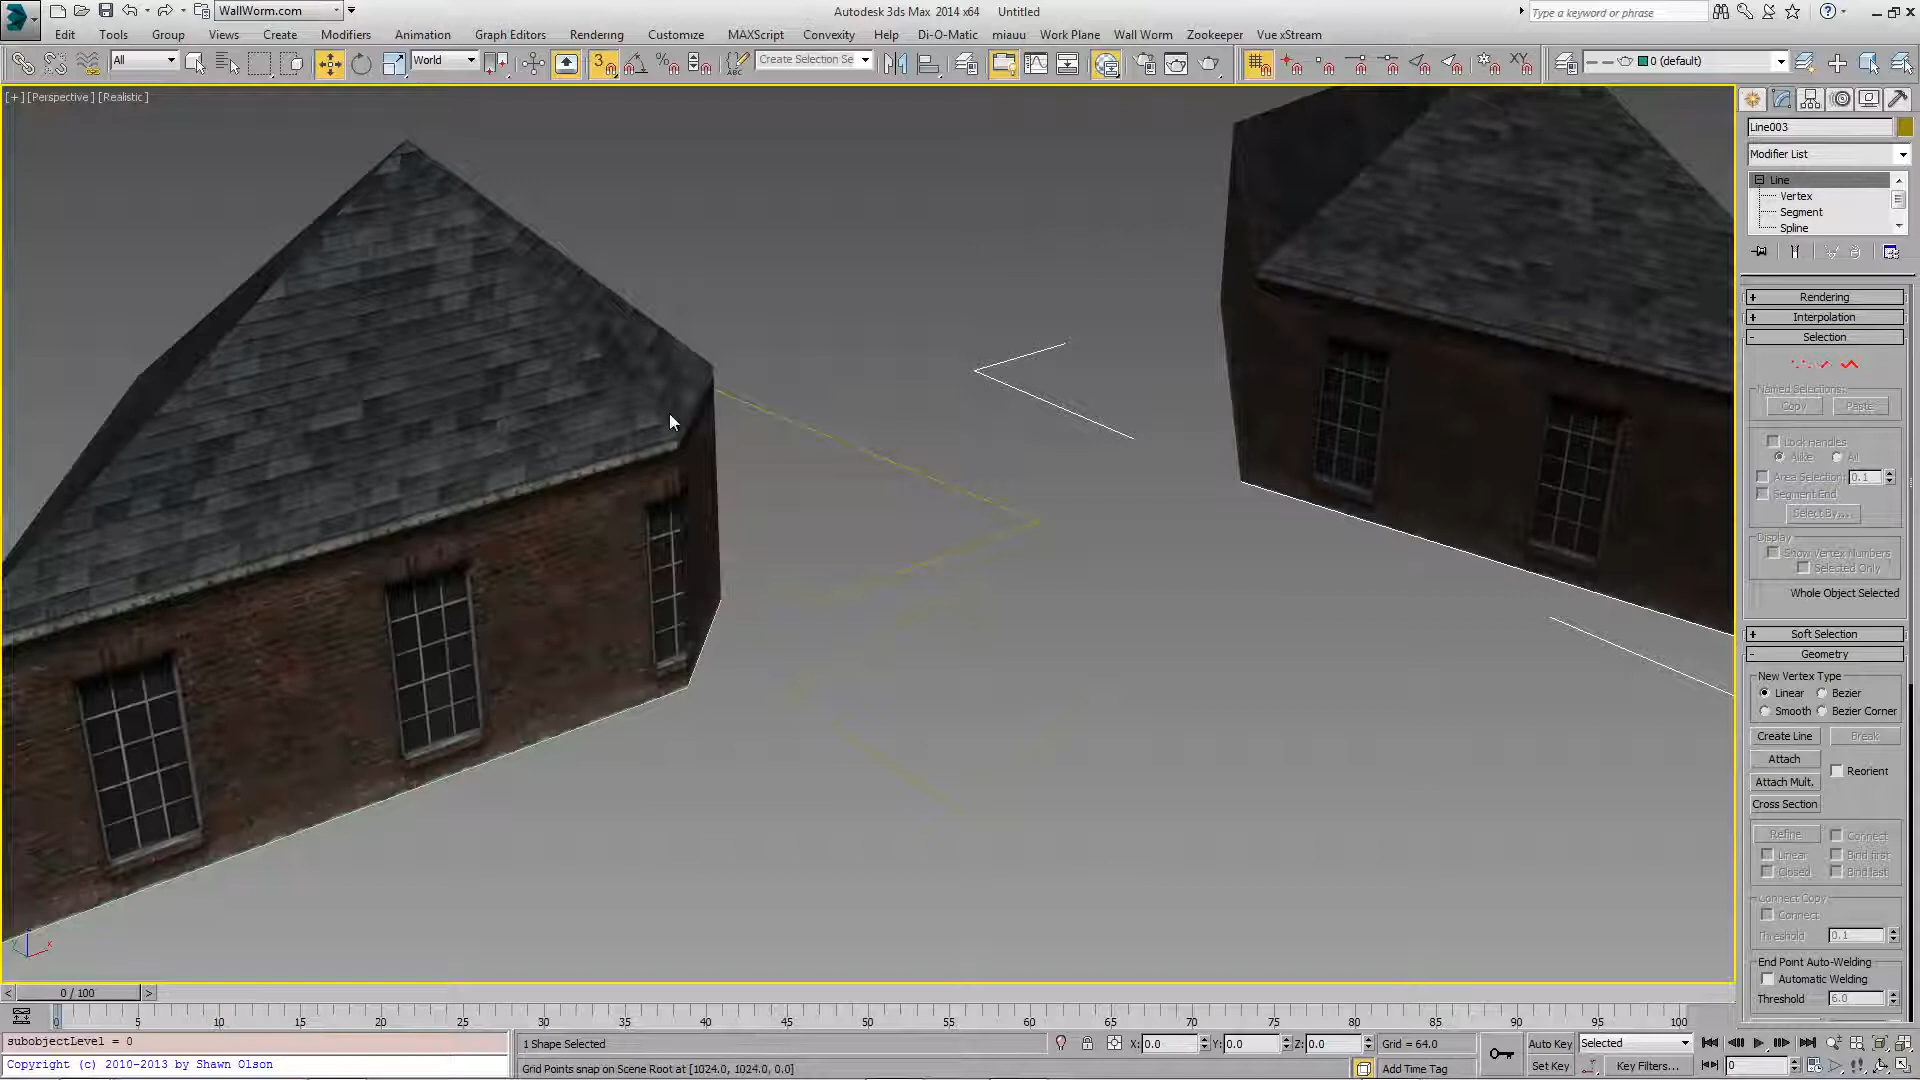 WallWorm.com
Autodesk 3ds Max 2014 x64 Untitled
Type a keyword or phrase
Edit Tools Group Views Create Modifiers Animation Graph Editors Rendering Customize MAXScript Convexity Help Di-O-Matic miauu Work Plane Wall Worm Zookeeper Vue xStream
All World 3 Create Selection Se XY 0 (default)
[+] [Perspective] [Realistic]
Line003
Modifier List
Line
Vertex
Segment
Spline
+ Rendering
+ Interpolation
- Selection
Named Selections:
Copy Paste
Lock Handles
Alike All
Area Selection: 0.1
Segment End
Select By...
Display
Show Vertex Numbers
Selected Only
Whole Object Selected
+ Soft Selection
- Geometry
New Vertex Type
Linear Bezier
Smooth Bezier Corner
Create Line Break
Attach
Reorient
Attach Mult.
Cross Section
Refine Connect
Linear Bind first
Closed Bind last
Connect Copy
Connect
Threshold 0.1
End Point Auto-Welding
Automatic Welding
Threshold 6.0
< 0 / 100 >
0 5 10 15 20 25 30 35 40 45 50 55 60 65 70 75 80 85 90 95 100
subobjectLevel = 0
1 Shape Selected X: 0.0 Y: 0.0 Z: 0.0 Grid = 64.0 Auto Key Selected
Copyright (c) 2010-2013 by Shawn Olson
Grid Points snap on Scene Root at [1024.0, 1024.0, 0.0] Add Time Tag Set Key Key Filters... 0